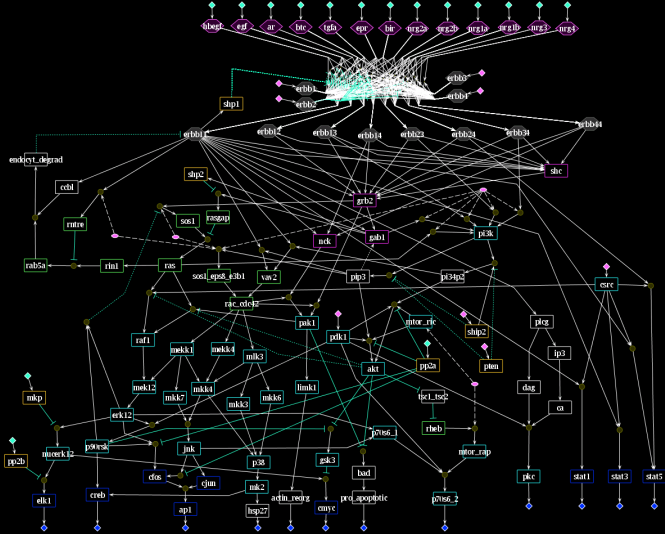 hbegf egf ar btc tgfa epr bir nrg2a nrg2b nrg1a nrg1b nrg3 nrg4
erbb3
erbb1 erbb4
erbb2
shp1
erbb11 erbb12 erbb13 erbb14 erbb23 erbb24 erbb34 erbb44
endocyt_degrad
shp2 shc
ccbl
grb2
rntre sos1 rasgap
nck gab1 pi3k
rab5a rin1 ras sos1_eps8_e3b1 vav2 pip3 pi34p2 csrc
rac_cdc42
pak1 mtor_ric plcg
raf1 mekk1 mekk4 pdk1 ship2
mlk3 ip3
akt pp2a pten
mek12 mkk7 mkk4 mkk3 mkk6 limk1 dag
mkp tsc1_tsc2 ca
erk12 rheb
p90rsk p70s6_1
nucerk12 jnk mtor_rap
pp2b p38 gsk3
bad
cfos cjun pkc stat1 stat3 stat5
mk2
elk1 creb actin_reorg pro_apoptotic p70s6_2
ap1 hsp27 cmyc